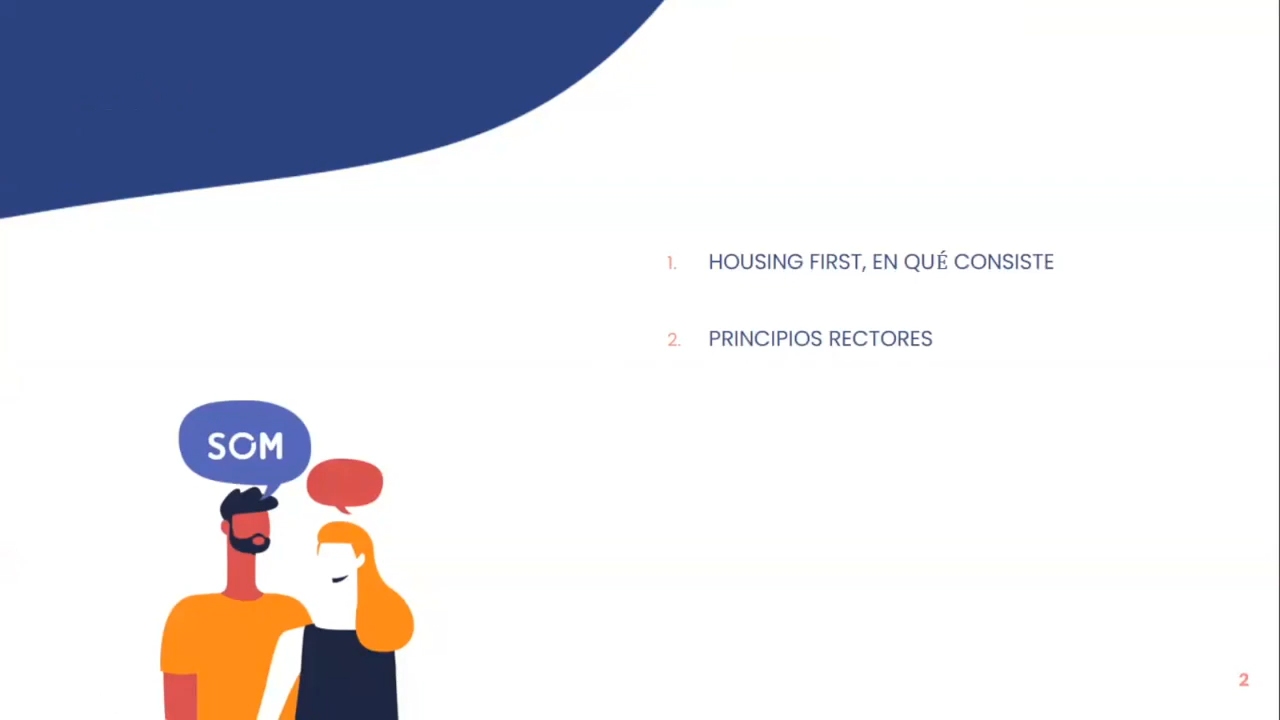 1. HOUSING FIRST, EN QUÉ CONSISTE
2. PRINCIPIOS RECTORES
SOM
2